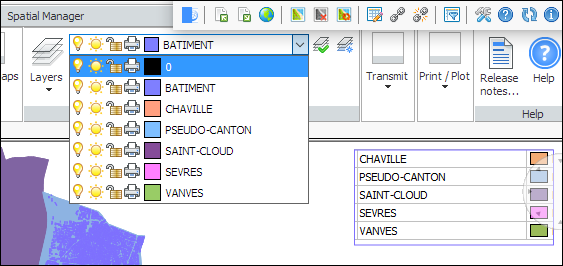 Spatial Manager
BATIMENT
aps
Layers
0
BATIMENT
CHAVILLE
PSEUDO-CANTON
SAINT-CLOUD
SEVRES
VANVES
Transmit
Print / Plot
Release
notes...
Help
Help
CHAVILLE
PSEUDO-CANTON
SAINT-CLOUD
SEVRES
VANVES